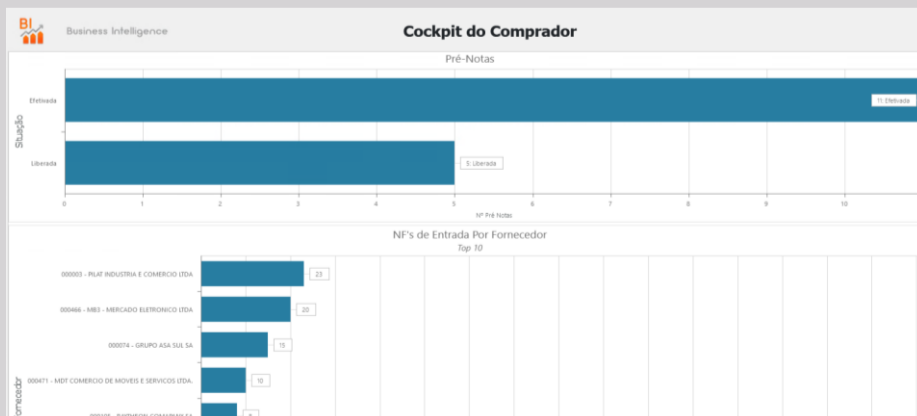 BI
Business Intelligence
Cockpit do Comprador
Pré-Notas
Situação
Efetivada
11: Efetivada
Liberada
5: Liberada
0 1 2 3 4 5 6 7 8 9 10
Nº Pré Notas
NF's de Entrada Por Fornecedor
Top 10
Fornecedor
000003 - PILAT INDUSTRIA E COMERCIO LTDA
23
000466 - MB3 - MERCADO ELETRONICO LTDA
20
000074 - GRUPO ASA SUL SA
15
000471 - MDT COMERCIO DE MOVEIS E SERVICOS LTDA.
10